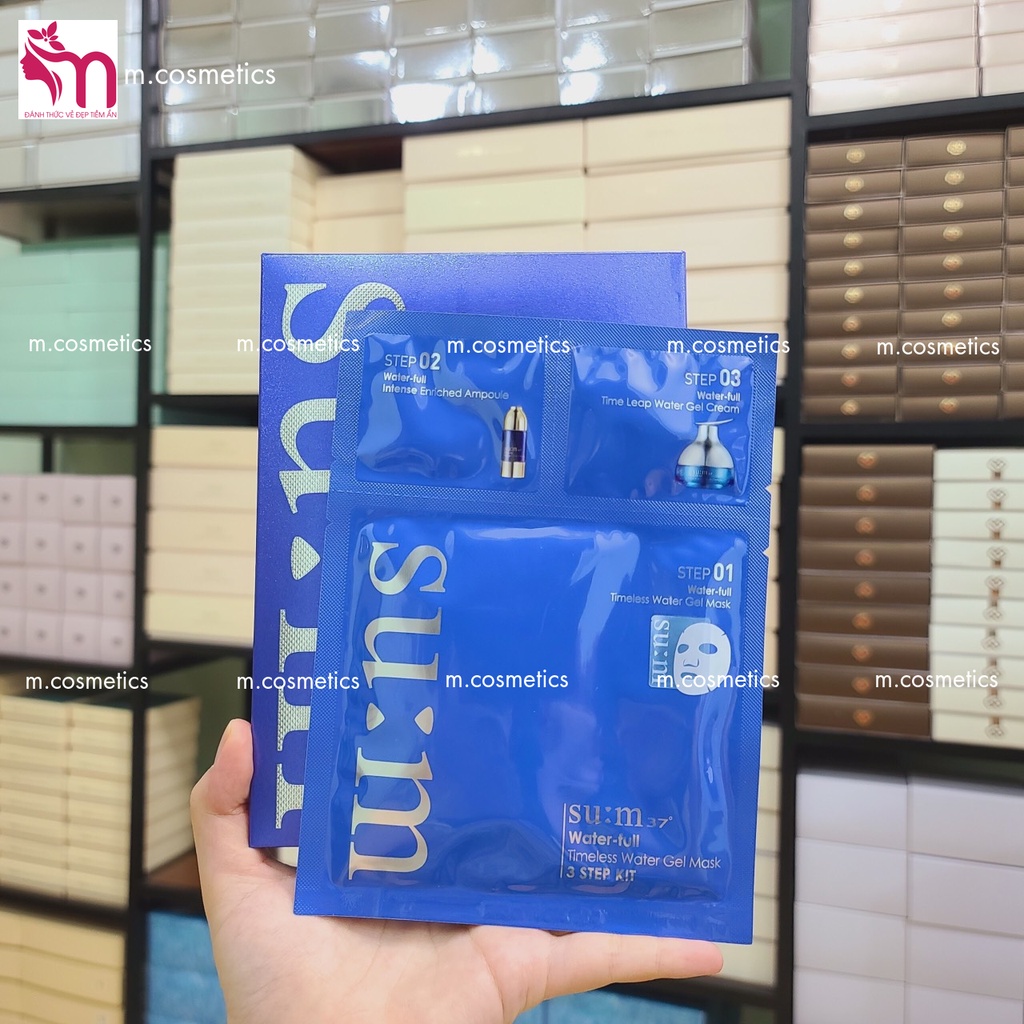 m
ĐÁNH THỨC VẺ ĐẸP TIỀM ẨN
m.cosmetics
su:m
m.cosmetics
m.cosmetics
m.cosmetics
m.cosmetics
m.cosmetics
STEP 02
Water-full
Intense Enriched Ampoule
STEP 03
Water-full
Time Leap Water Gel Cream
su:m
STEP 01
Water-full
Timeless Water Gel Mask
su:m
m.cosmetics
m.cosmetics
m.cosmetics
m.cosmetics
m.cosmetics
su:m37°
Water-full
Timeless Water Gel Mask
3 STEP KIT